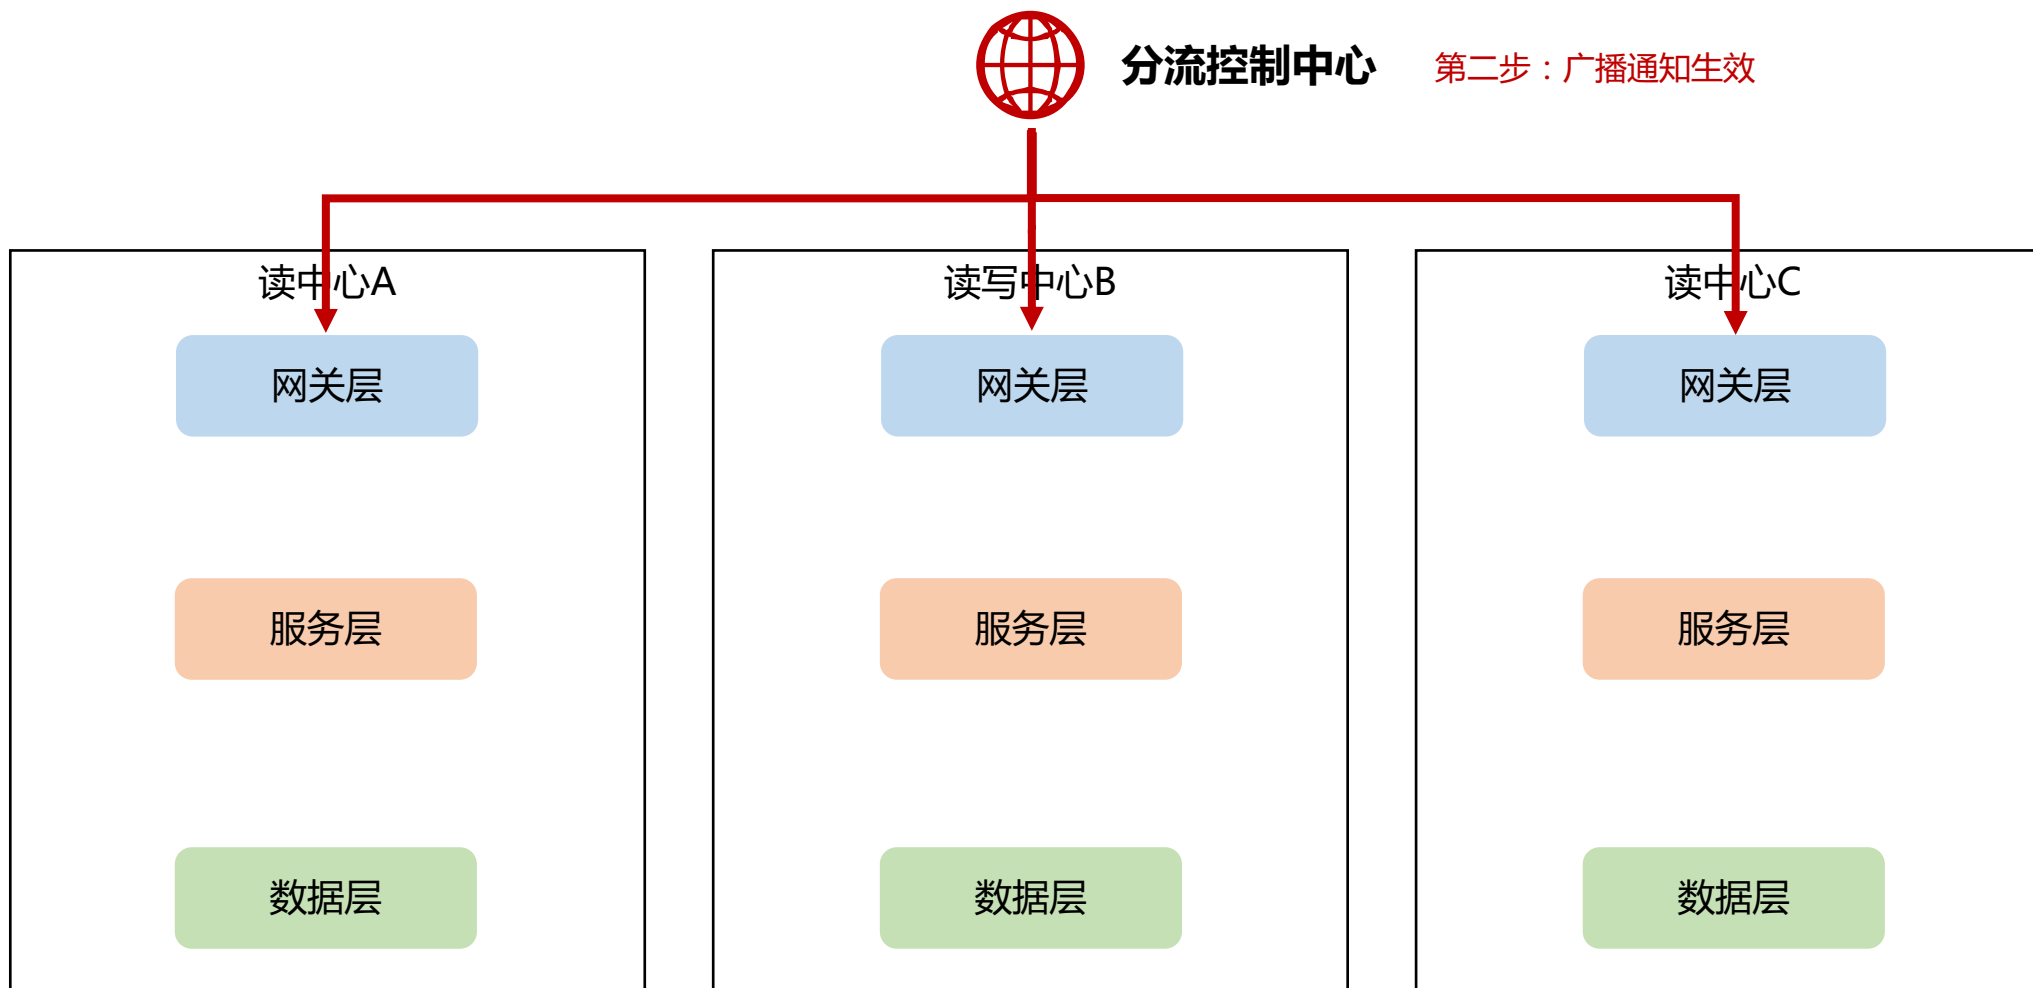 分流控制中心
第二步：广播通知生效
读中心A
读写中心B
读中心C
网关层
网关层
网关层
服务层
服务层
服务层
数据层
数据层
数据层